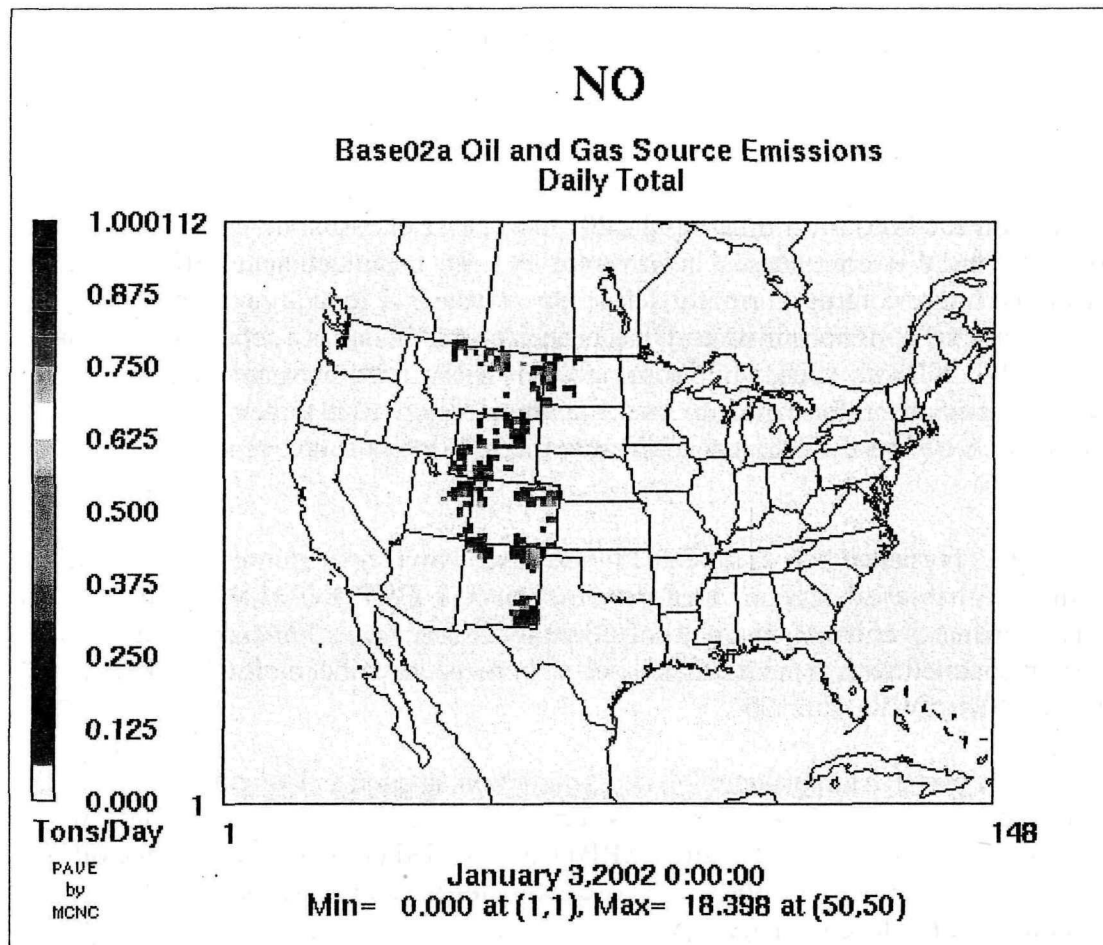 NO
Base02a Oil and Gas Source Emissions
Daily Total
1.000
0.875
0.750
0.625
0.500
0.375
0.250
0.125
0.000
Tons/Day
112
1
1
148
PAVE
by
MCNC
January 3,2002 0:00:00
Min= 0.000 at (1,1), Max= 18.398 at (50,50)